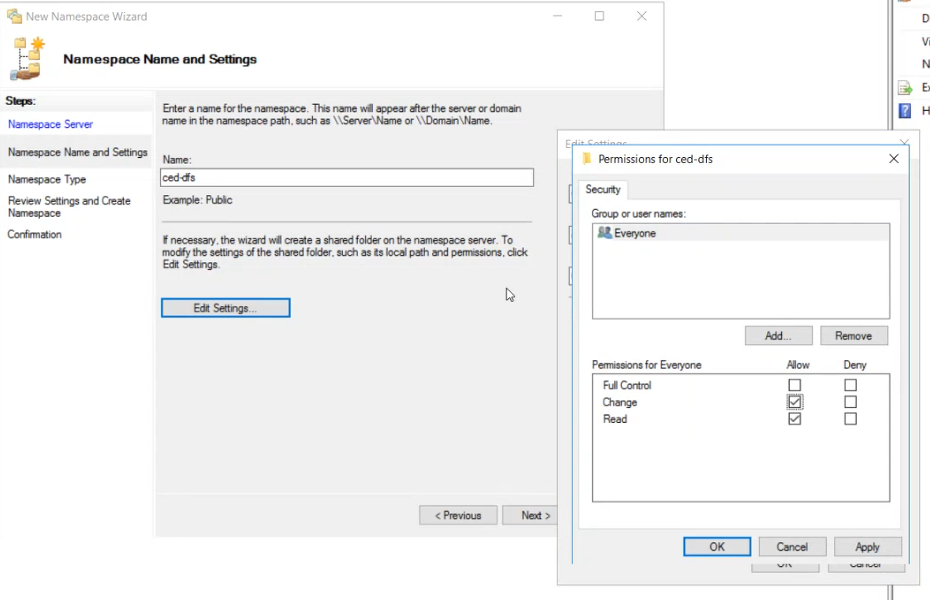 New Namespace Wizard
Namespace Name and Settings
Steps:
Namespace Server
Namespace Name and Settings
Namespace Type
Review Settings and Create
Namespace
Confirmation
Enter a name for the namespace. This name will appear after the server or domain
name in the namespace path, such as \\Server\Name or \\Domain\Name.
Name:
ced-dfs
Example: Public
If necessary, the wizard will create a shared folder on the namespace server. To
modify the settings of the shared folder, such as its local path and permissions, click
Edit Settings.
Edit Settings...
< Previous
Next >
Edit Settings
Permissions for ced-dfs
Security
Group or user names:
Everyone
Add...
Remove
Permissions for Everyone
Allow
Deny
Full Control
Change
Read
OK
Cancel
Apply
OK
Cancel